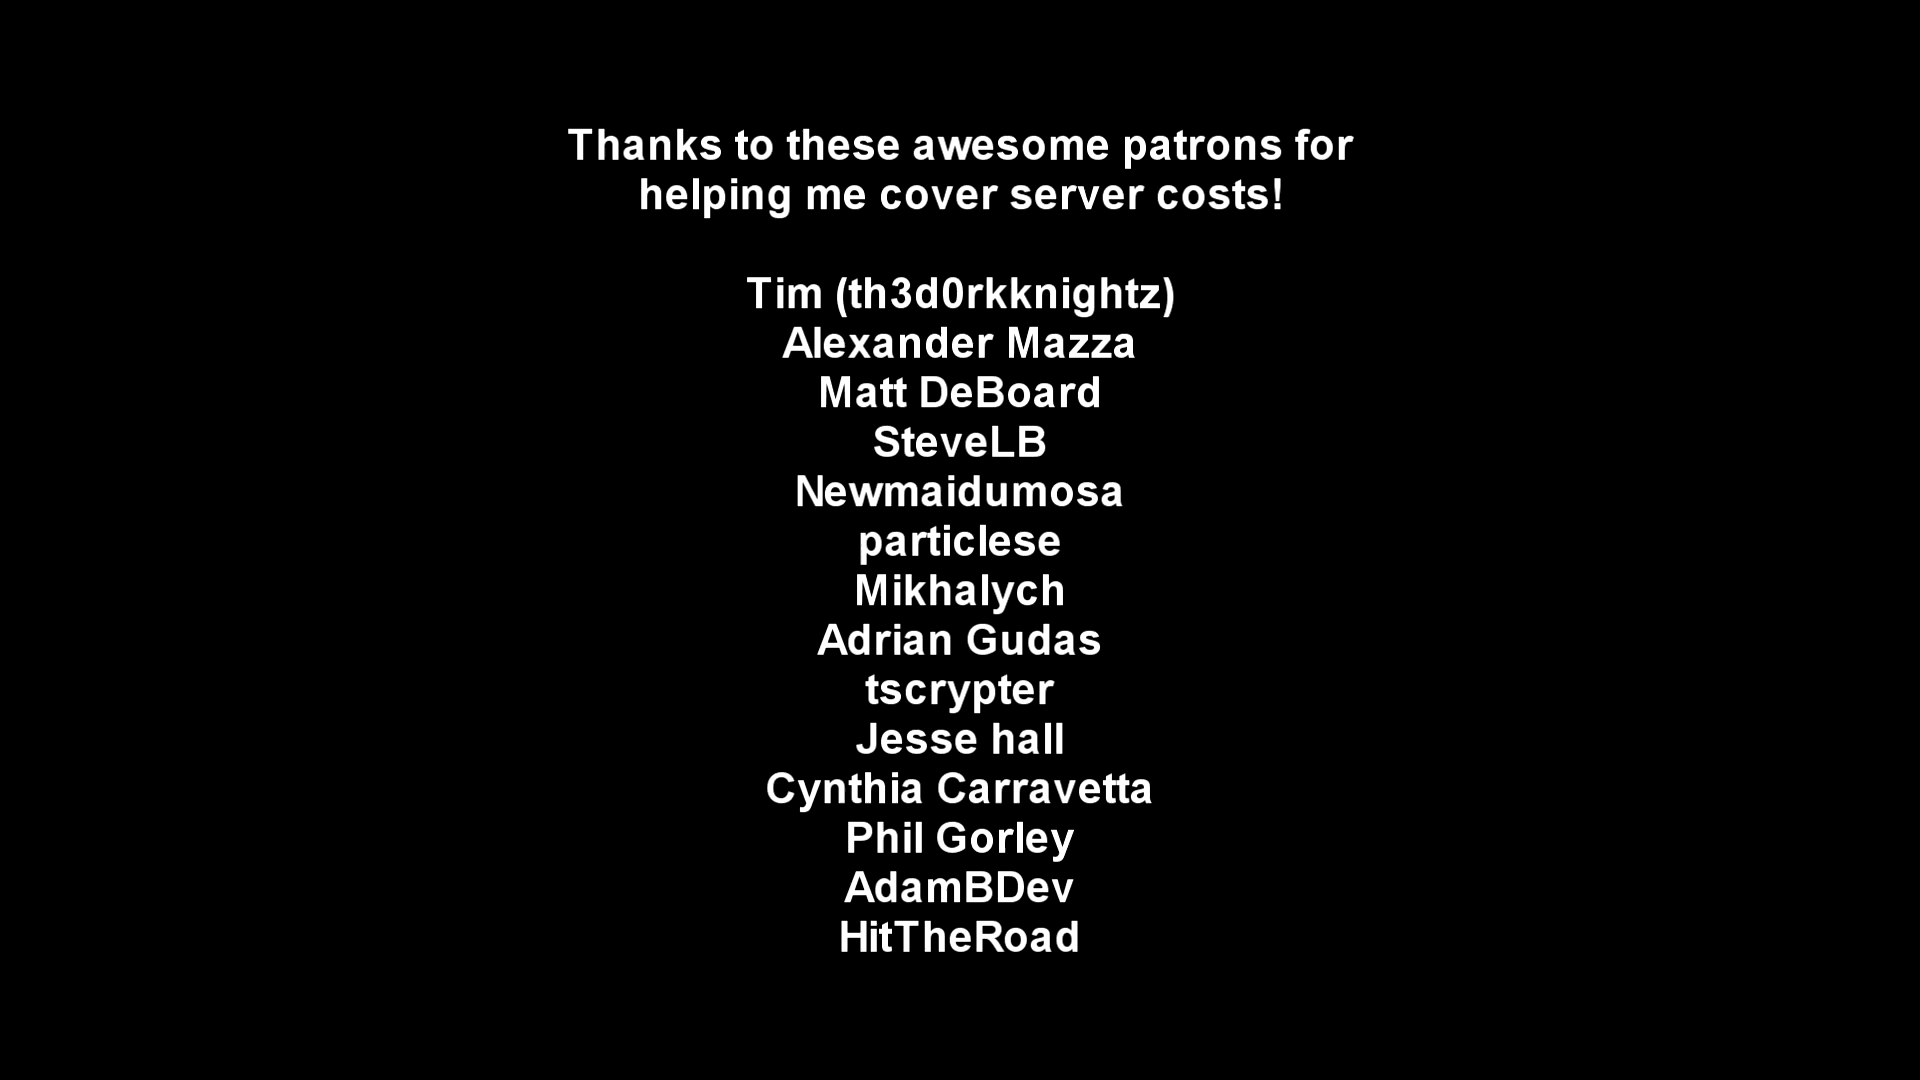 Thanks to these awesome patrons for
helping me cover server costs!
Tim (th3d0rkknightz)
Alexander Mazza
Matt DeBoard
SteveLB
Newmaidumosa
particlese
Mikhalych
Adrian Gudas
tscrypter
Jesse hall
Cynthia Carravetta
Phil Gorley
AdamBDev
HitTheRoad